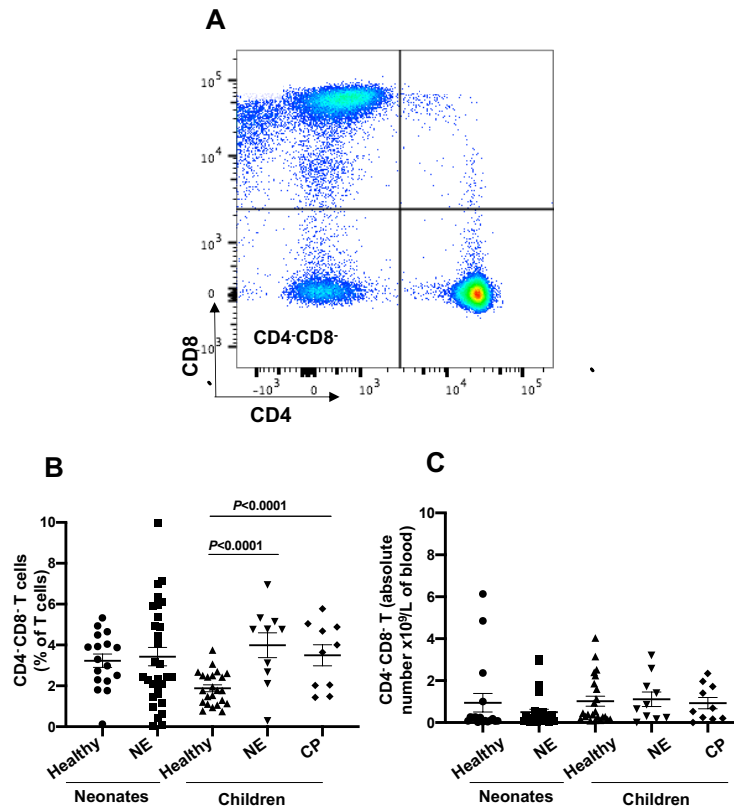 A
10⁵
10⁴
10³
0
-10³
CD8
CD4⁻CD8⁻
-10³ 0 10³ 10⁴ 10⁵
CD4
B
CD4⁻CD8⁻ T cells
(% of T cells)
10
8
6
4
2
0
P<0.0001
P<0.0001
Healthy NE Healthy NE CP
Neonates Children
C
CD4⁻ CD8⁻ T (absolute
number x10⁹/L of blood)
10
8
6
4
2
0
Healthy NE Healthy NE CP
Neonates Children